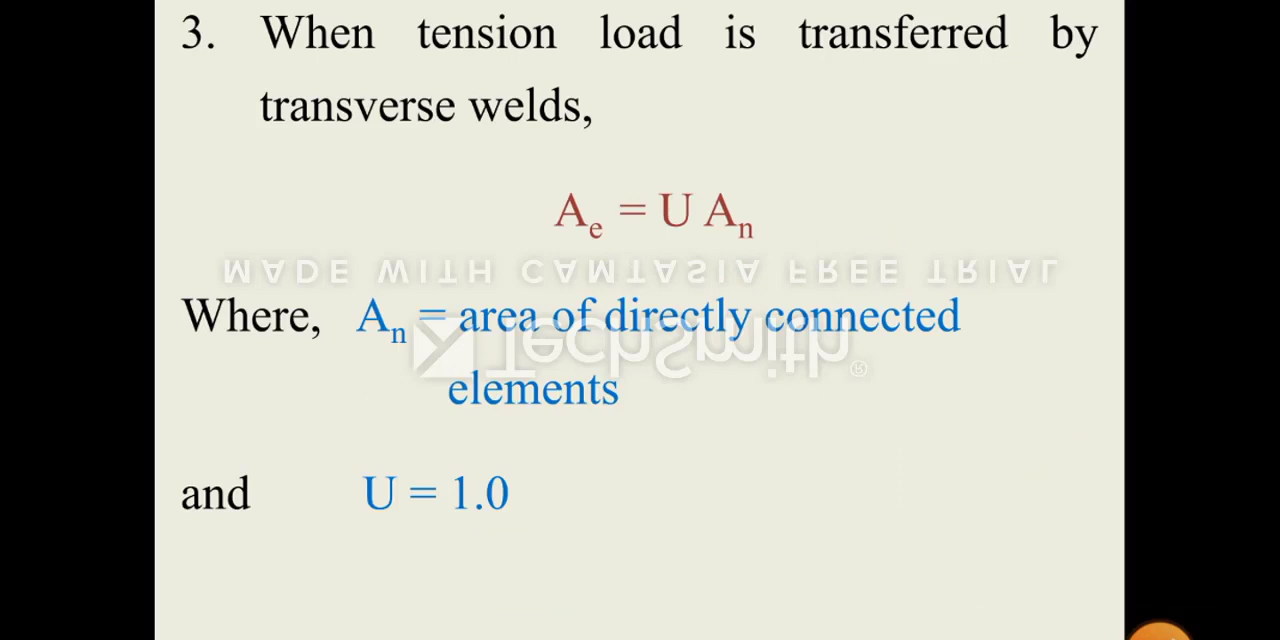 3. When tension load is transferred by
transverse welds,
Aₑ = U Aₙ
MADE WITH CAMTASIA FREE TRIAL
Where, Aₙ = area of directly connected
TechSmith®
elements
and U = 1.0